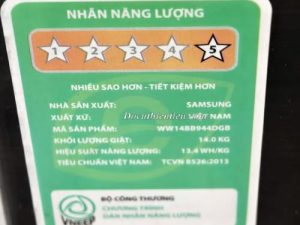 NHÃN NĂNG LƯỢNG
1 2 3 4 5
NHIỀU SAO HƠN - TIẾT KIỆM HƠN
NHÀ SẢN XUẤT: SAMSUNG
XUẤT XỨ: VIỆT NAM
MÃ SẢN PHẨM: WW14BB944DGB
KHỐI LƯỢNG GIẶT: 14.0 KG
HIỆU SUẤT NĂNG LƯỢNG: 13.4 WH/KG
TIÊU CHUẨN VIỆT NAM: TCVN 8526:2013
BỘ CÔNG THƯƠNG
CHƯƠNG TRÌNH
DÁN NHÃN NĂNG LƯỢNG
VNEEP